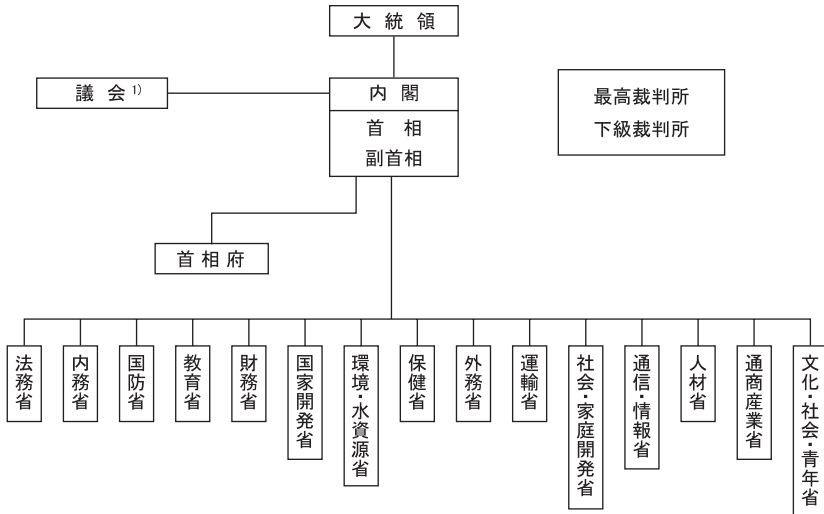 大統領
議会1)
内閣
首相
副首相
最高裁判所
下級裁判所
首相府
法務省
内務省
国防省
教育省
財務省
国家開発省
環境・水資源省
保健省
外務省
運輸省
社会・家庭開発省
通信・情報省
人材省
通商産業省
文化・社会・青年省